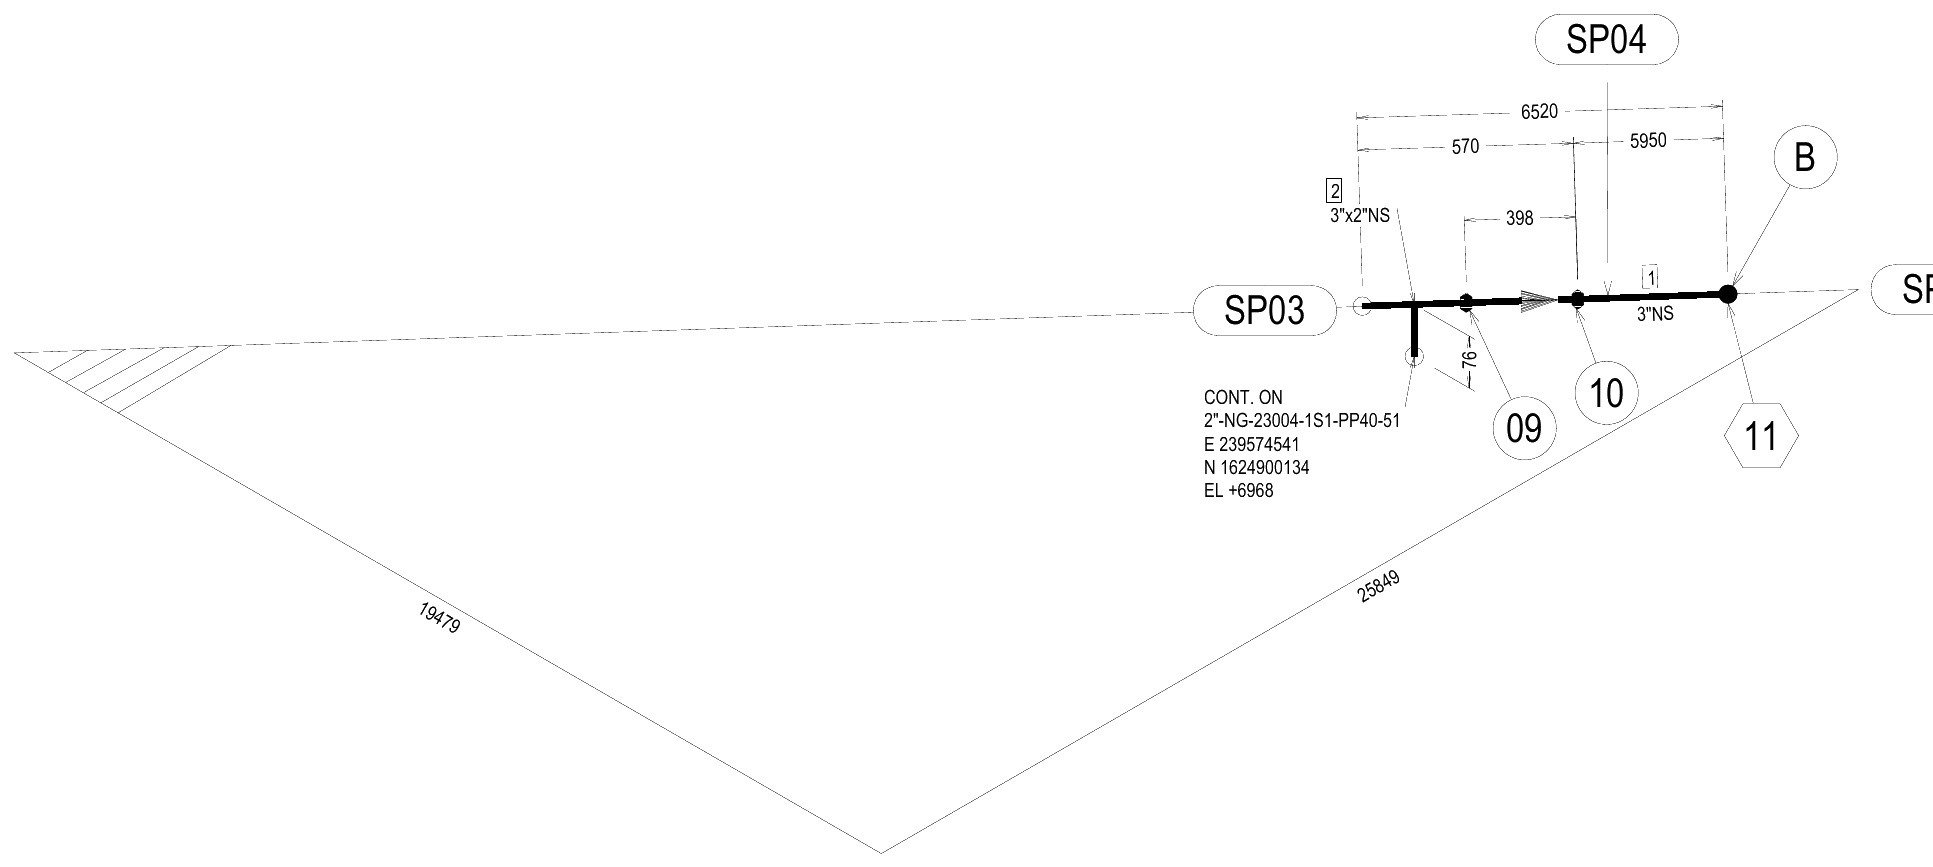 SP04
6520
570
5950
B
2
3"x2"NS
398
1
SP03
3"NS
76
10
09
11
CONT. ON
2"-NG-23004-1S1-PP40-51
E 239574541
N 1624900134
EL +6968
25849
19479